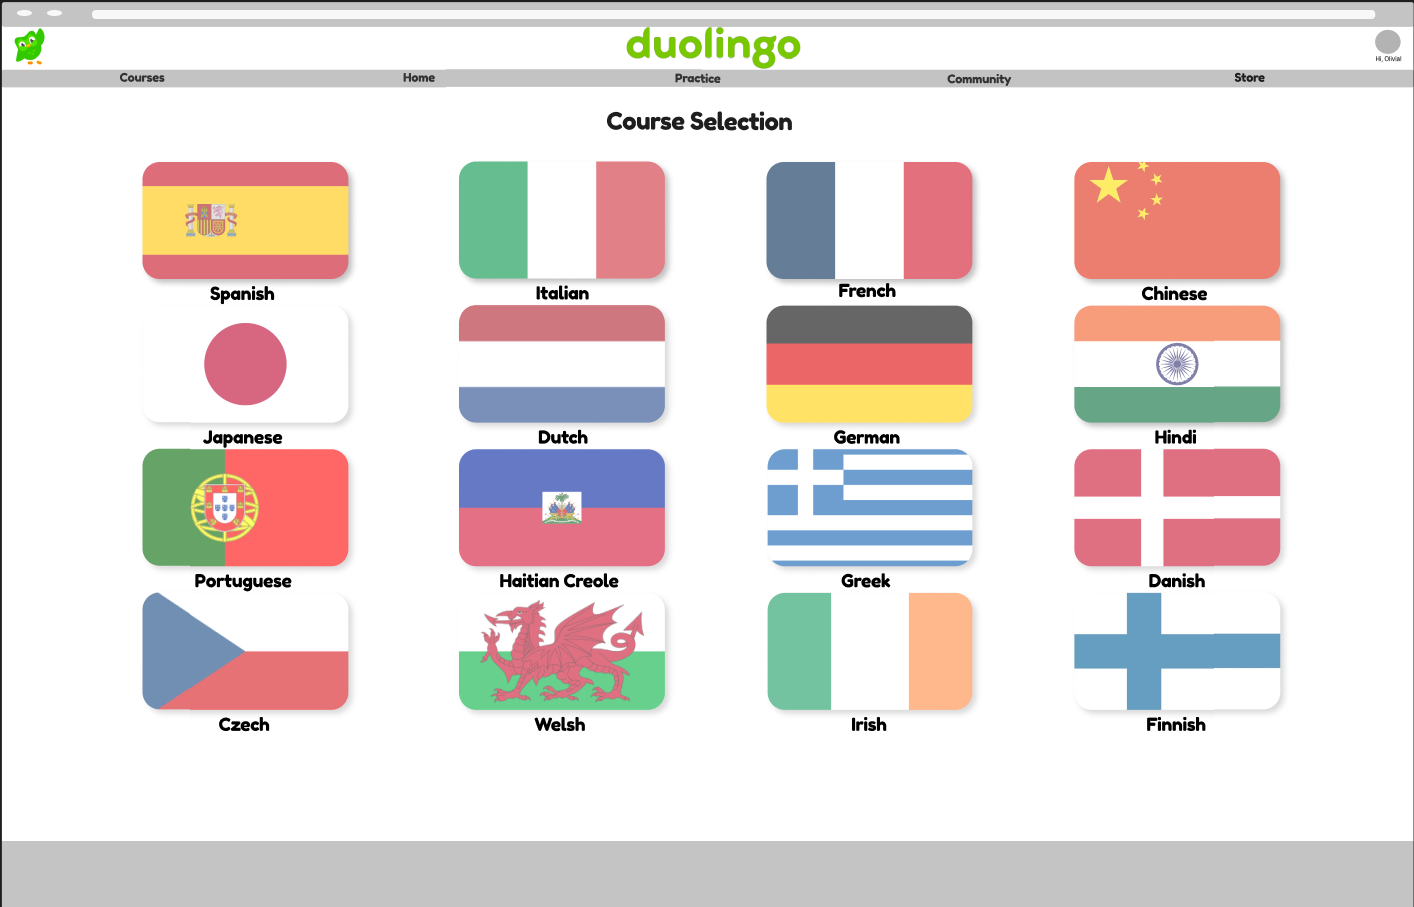 duolingo
Hi, Olivia!
Courses Home Practice Community Store
Course Selection
Spanish Italian French Chinese
Japanese Dutch German Hindi
Portuguese Haitian Creole Greek Danish
Czech Welsh Irish Finnish